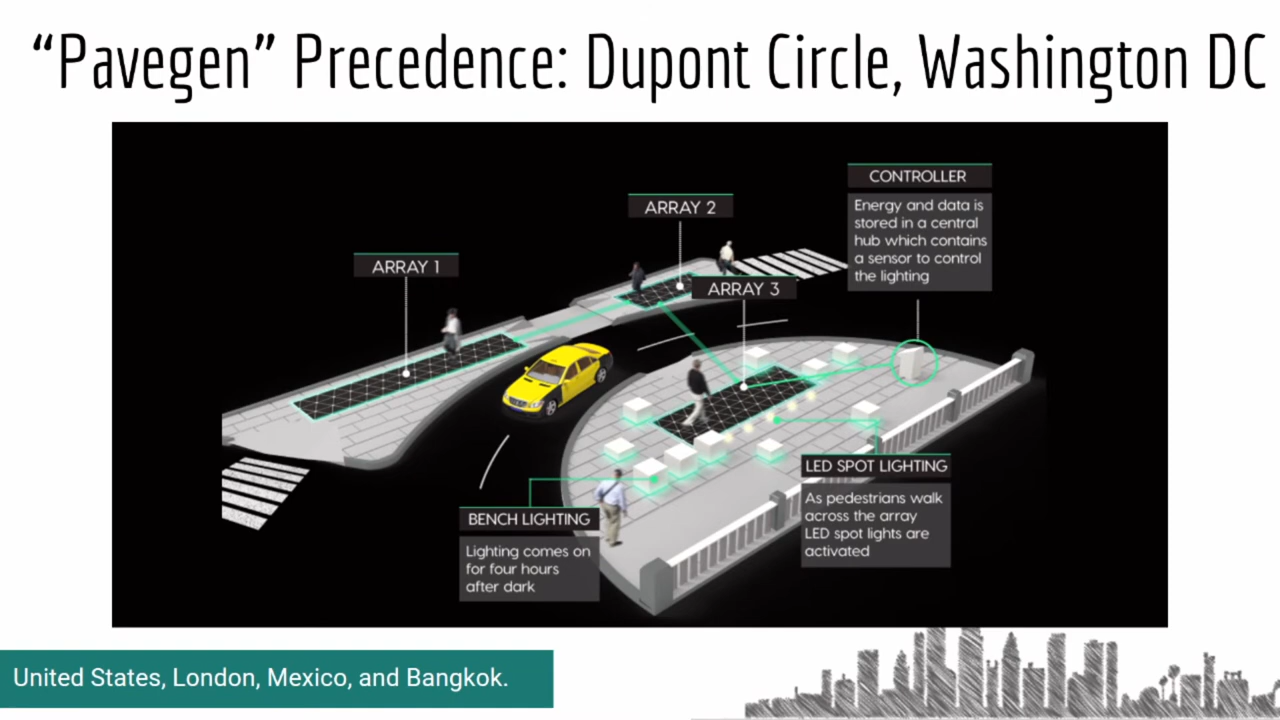 “Pavegen” Precedence: Dupont Circle, Washington DC
CONTROLLER
Energy and data is
stored in a central
hub which contains
a sensor to control
the lighting
ARRAY 2
ARRAY 1
ARRAY 3
LED SPOT LIGHTING
As pedestrians walk
across the array
LED spot lights are
activated
BENCH LIGHTING
Lighting comes on
for four hours
after dark
United States, London, Mexico, and Bangkok.